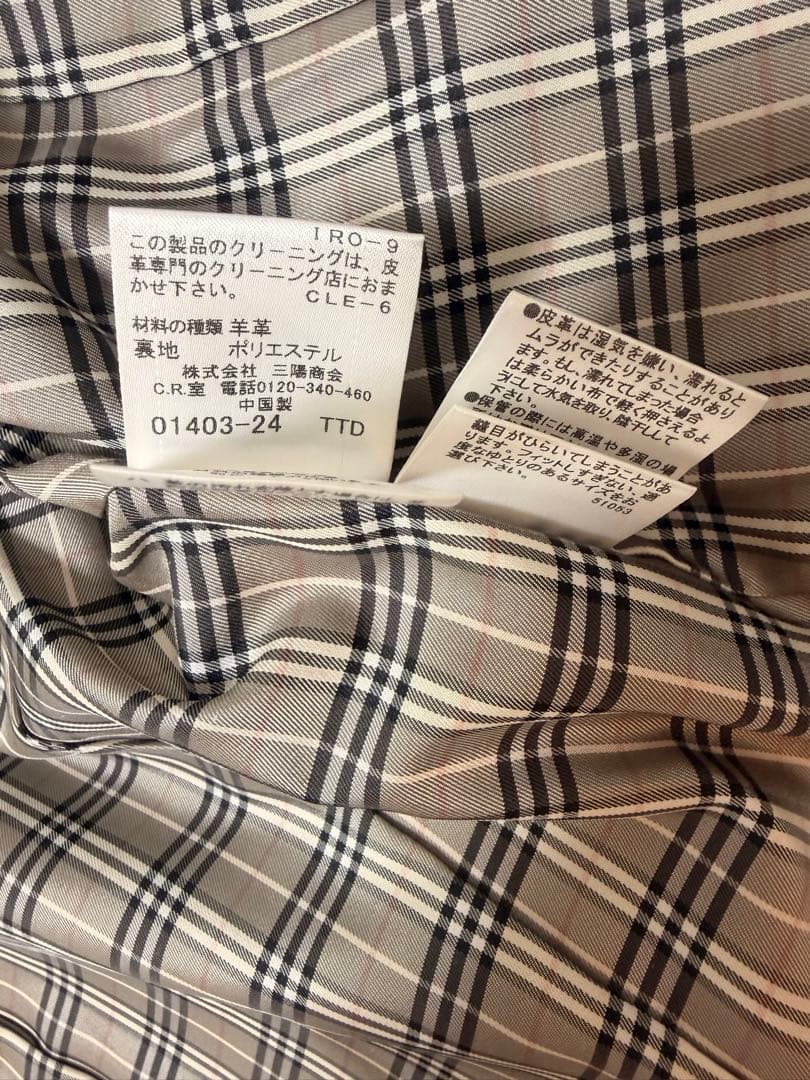 IRO-9
この製品のクリーニングは、皮
革専門のクリーニング店におま
かせ下さい。 CLE-6
材料の種類 羊革
裏地 ポリエステル
株式会社 三陽商会
C.R.室 電話0120-340-460
中国製
01403-24 TTD
●皮革は湿気を嫌い、濡れると
ムラができたりすることがあり
ます。もし、濡れてしまった場合
は柔らかい布で軽く押さえるよ
うにして水気を取り、陰干しして
下さい。
●保管の際には高温や多湿の場
縫目がひらいてしまうことがあ
ります。フィットしすぎない、適
度なゆとりのあるサイズをお
選び下さい。
51053